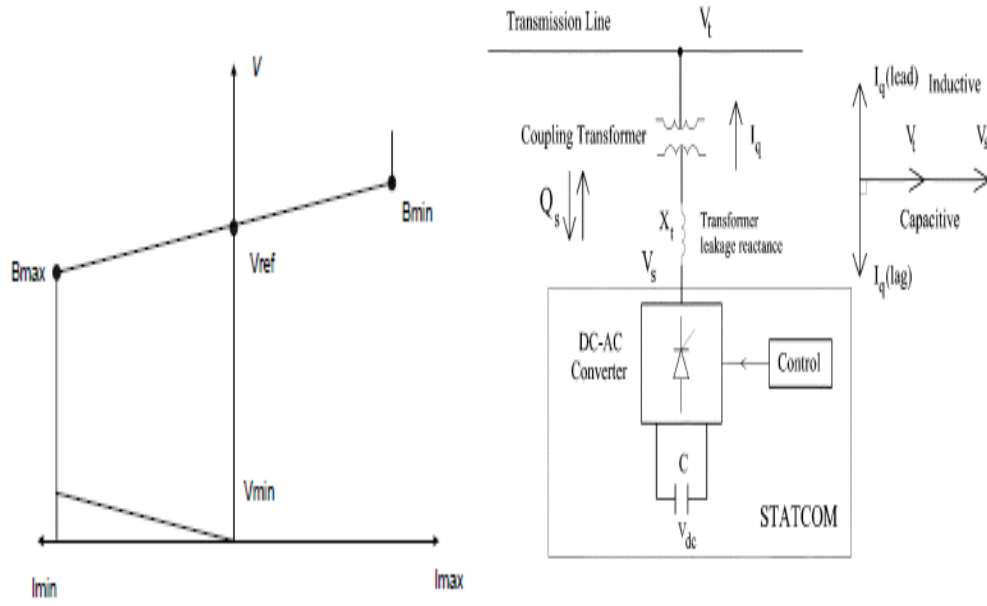 V
Bmin
Bmax
Vref
Vmin
Imin
Imax
Transmission Line
Vt
Coupling Transformer
Iq
Qs
Xt
Transformer
leakage reactance
Vs
DC-AC
Converter
Control
C
Vdc
STATCOM
Iq(lead)
Inductive
Vt
Vs
Capacitive
Iq(lag)